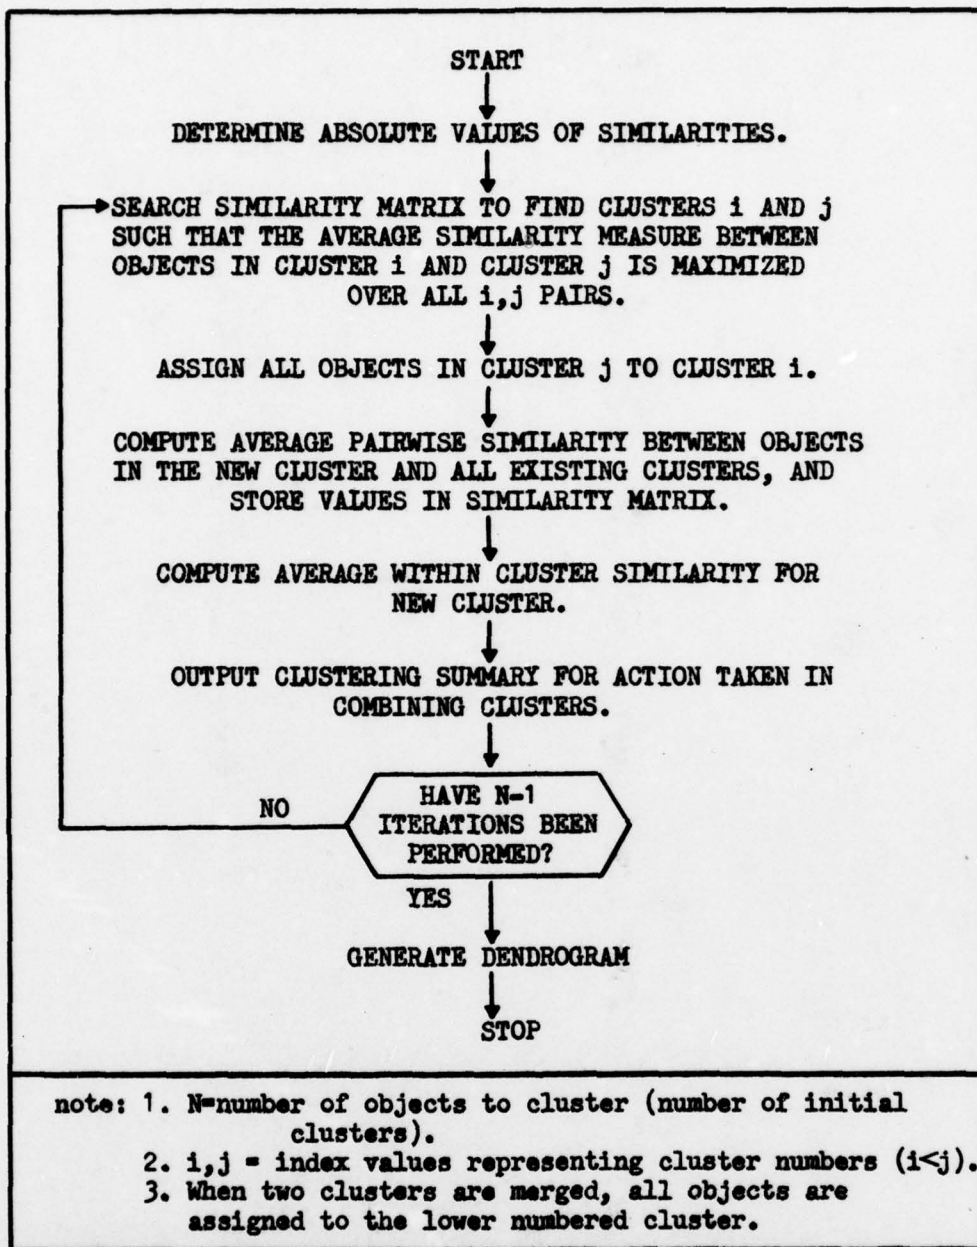 START
DETERMINE ABSOLUTE VALUES OF SIMILARITIES.
SEARCH SIMILARITY MATRIX TO FIND CLUSTERS i AND j
SUCH THAT THE AVERAGE SIMILARITY MEASURE BETWEEN
OBJECTS IN CLUSTER i AND CLUSTER j IS MAXIMIZED
OVER ALL i,j PAIRS.
ASSIGN ALL OBJECTS IN CLUSTER j TO CLUSTER i.
COMPUTE AVERAGE PAIRWISE SIMILARITY BETWEEN OBJECTS
IN THE NEW CLUSTER AND ALL EXISTING CLUSTERS, AND
STORE VALUES IN SIMILARITY MATRIX.
COMPUTE AVERAGE WITHIN CLUSTER SIMILARITY FOR
NEW CLUSTER.
OUTPUT CLUSTERING SUMMARY FOR ACTION TAKEN IN
COMBINING CLUSTERS.
NO
HAVE N-1
ITERATIONS BEEN
PERFORMED?
YES
GENERATE DENDROGRAM
STOP
note: 1. N=number of objects to cluster (number of initial
clusters).
2. i,j = index values representing cluster numbers (i<j).
3. When two clusters are merged, all objects are
assigned to the lower numbered cluster.